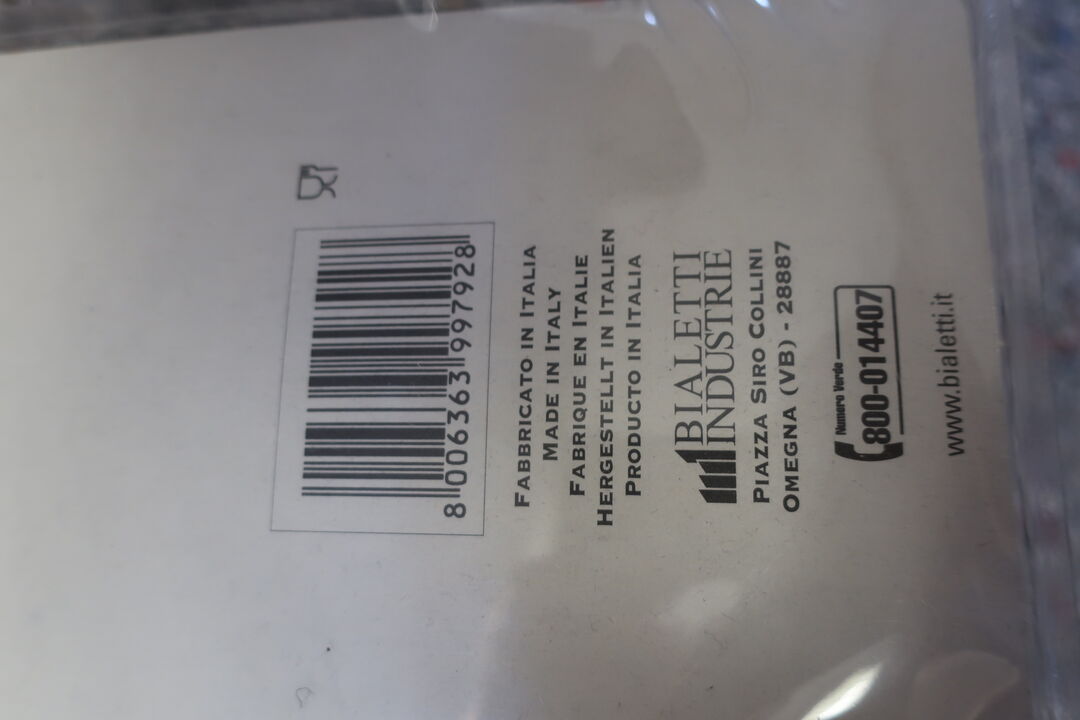 8 006363 997928
FABBRICATO IN ITALIA
MADE IN ITALY
FABRIQUE EN ITALIE
HERGESTELLT IN ITALIEN
PRODUCTO IN ITALIA
BIALETTI
INDUSTRIE
PIAZZA SIRO COLLINI
OMEGNA (VB) - 28887
Numero Verde
800-014407
www.bialetti.it